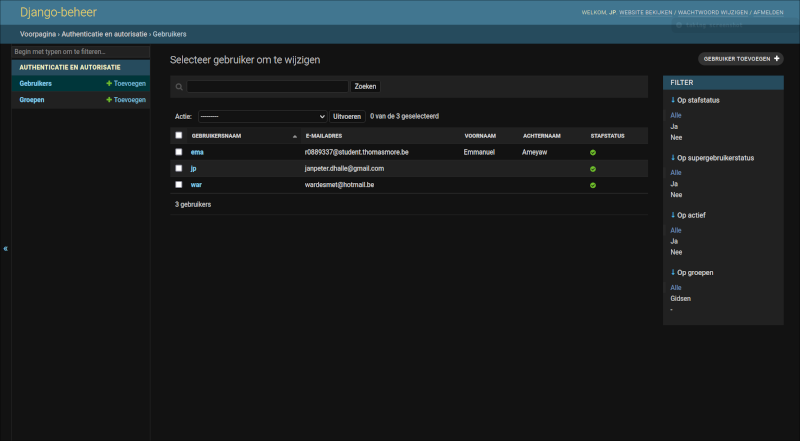 Django-beheer
WELKOM, JP. WEBSITE BEKIJKEN / WACHTWOORD WIJZIGEN / AFMELDEN
Voorpagina › Authenticatie en autorisatie › Gebruikers
Begin met typen om te filteren...
AUTHENTICATIE EN AUTORISATIE
Gebruikers + Toevoegen
Groepen + Toevoegen
«
Selecteer gebruiker om te wijzigen
GEBRUIKER TOEVOEGEN +
Zoeken
Actie: --------- Uitvoeren 0 van de 3 geselecteerd
GEBRUIKERSNAAM E-MAILADRES VOORNAAM ACHTERNAAM STAFSTATUS
ema r0889337@student.thomasmore.be Emmanuel Ameyaw
jp janpeter.dhalle@gmail.com
war wardesmet@hotmail.be
3 gebruikers
FILTER
↓ Op stafstatus
Alle
Ja
Nee
↓ Op supergebruikerstatus
Alle
Ja
Nee
↓ Op actief
Alle
Ja
Nee
↓ Op groepen
Alle
Gidsen
-